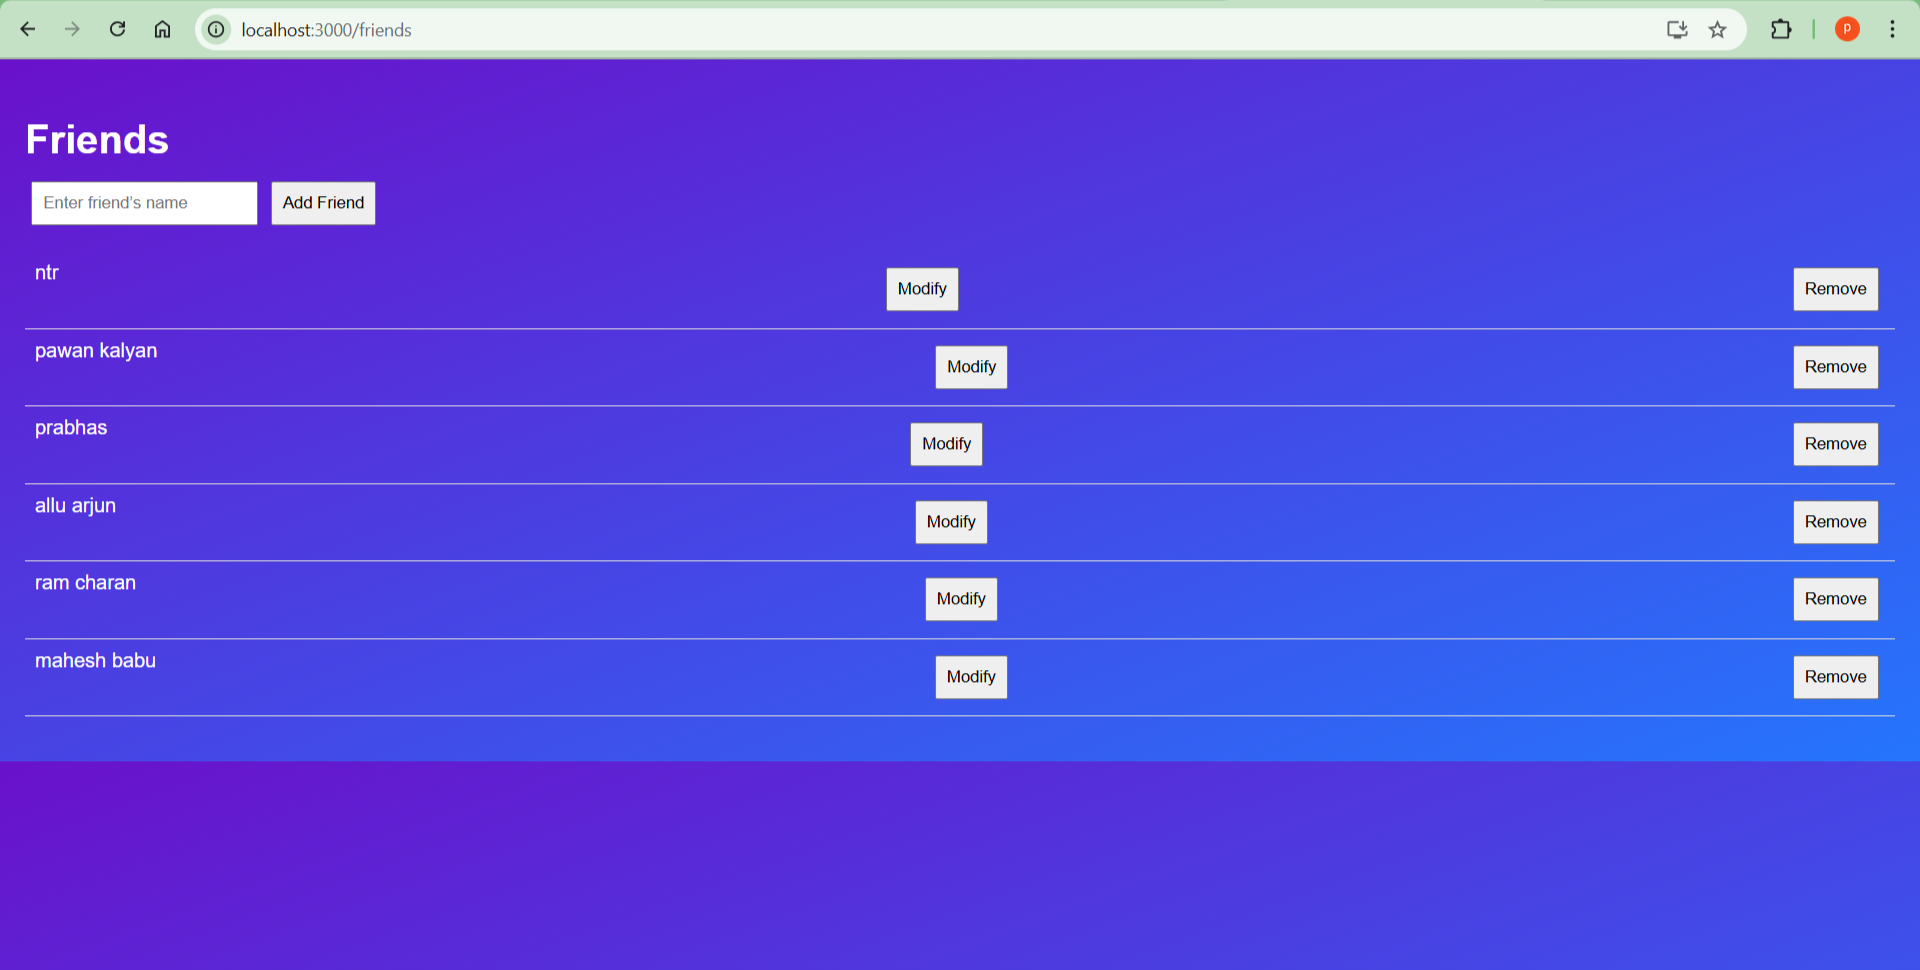 localhost:3000/friends
P
Friends
Enter friend's name Add Friend
ntr Modify Remove
pawan kalyan Modify Remove
prabhas Modify Remove
allu arjun Modify Remove
ram charan Modify Remove
mahesh babu Modify Remove